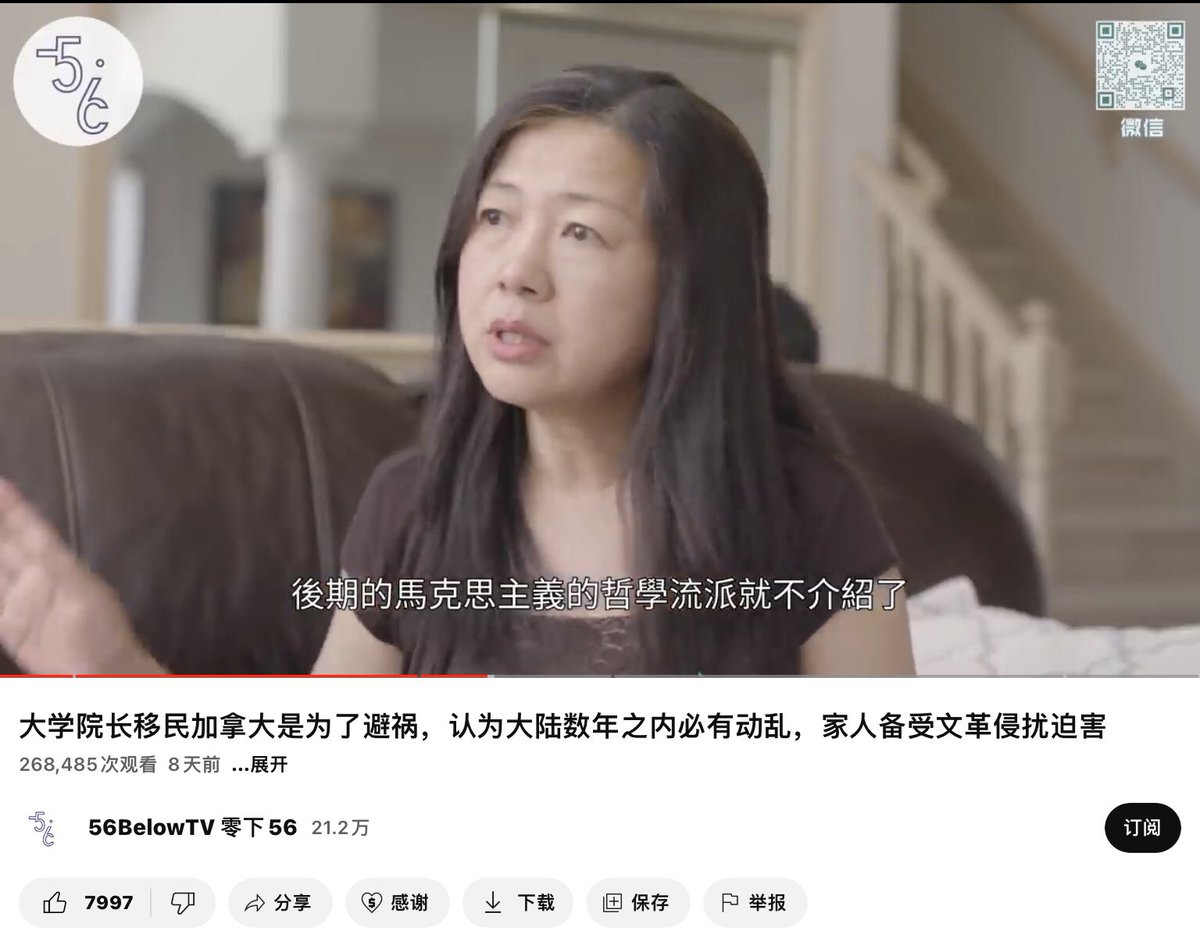 -56c
微信
後期的馬克思主義的哲學流派就不介紹了
大学院长移民加拿大是为了避祸，认为大陆数年之内必有动乱，家人备受文革侵扰迫害
268,485次观看 8天前 ...展开
-56c
56BelowTV 零下56 21.2万
订阅
7997
分享
感谢
下载
保存
举报